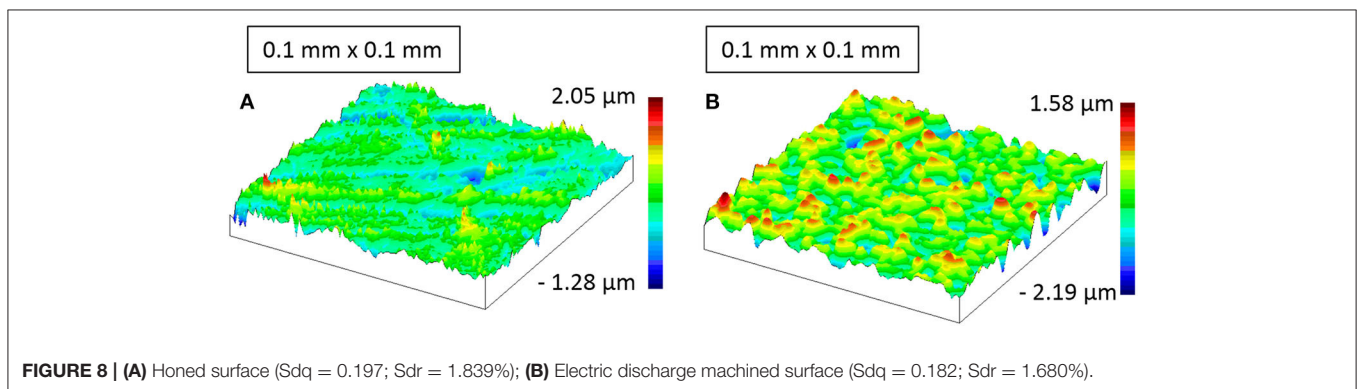 0.1 mm x 0.1 mm
0.1 mm x 0.1 mm
A
2.05 µm
- 1.28 µm
B
1.58 µm
- 2.19 µm
FIGURE 8 | (A) Honed surface (Sdq = 0.197; Sdr = 1.839%); (B) Electric discharge machined surface (Sdq = 0.182; Sdr = 1.680%).